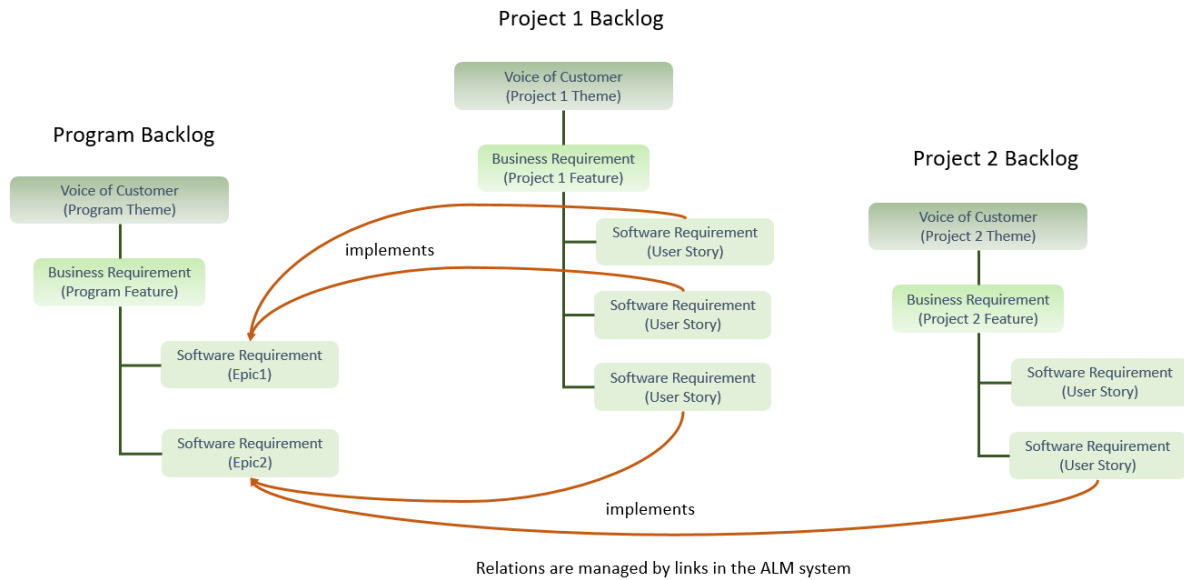 Project 1 Backlog
Voice of Customer
(Project 1 Theme)
Business Requirement
(Project 1 Feature)
Software Requirement
(User Story)
Software Requirement
(User Story)
Software Requirement
(User Story)
Program Backlog
Voice of Customer
(Program Theme)
Business Requirement
(Program Feature)
Software Requirement
(Epic1)
Software Requirement
(Epic2)
implements
implements
Project 2 Backlog
Voice of Customer
(Project 2 Theme)
Business Requirement
(Project 2 Feature)
Software Requirement
(User Story)
Software Requirement
(User Story)
Relations are managed by links in the ALM system